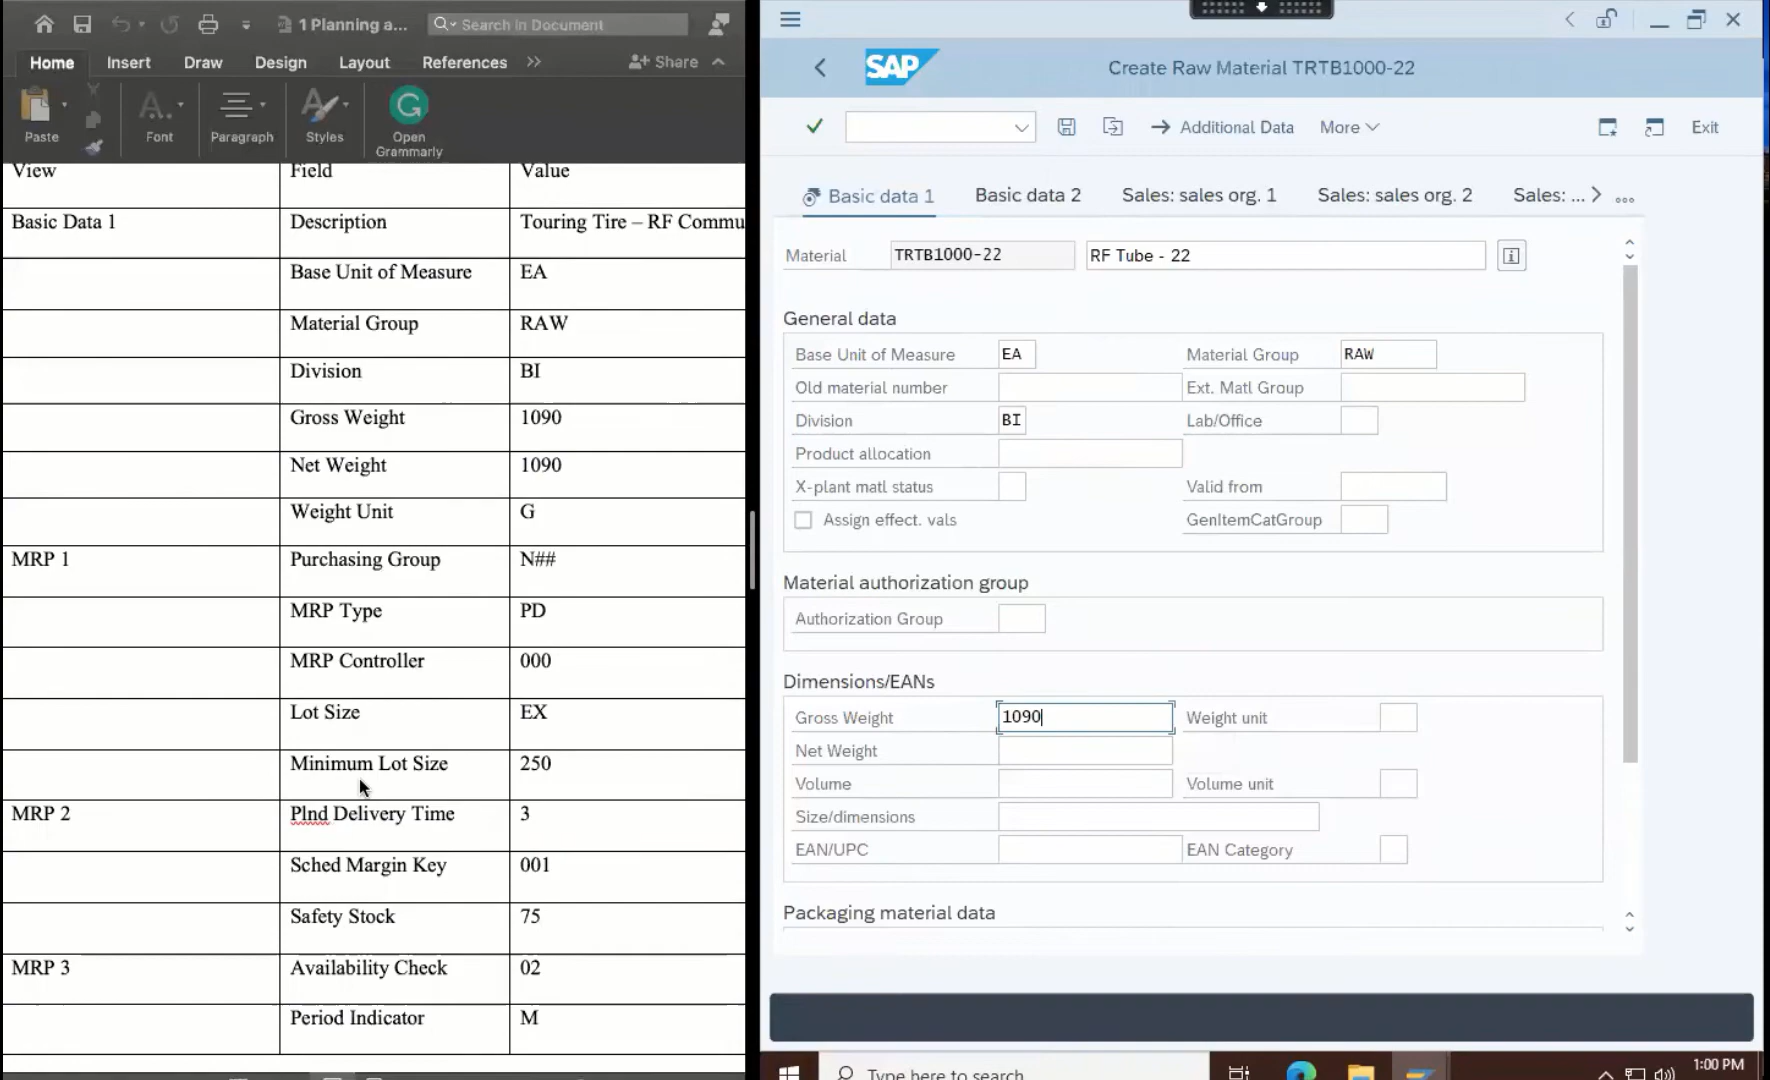 1 Planning a...
Search in Document
Home
Insert
Draw
Design
Layout
References
Share
Paste
Font
Paragraph
Styles
Open
Grammarly
View
Field
Value
Basic Data 1
Description
Touring Tire – RF Commu
Base Unit of Measure
EA
Material Group
RAW
Division
BI
Gross Weight
1090
Net Weight
1090
Weight Unit
G
MRP 1
Purchasing Group
N##
MRP Type
PD
MRP Controller
000
Lot Size
EX
Minimum Lot Size
250
MRP 2
Plnd Delivery Time
3
Sched Margin Key
001
Safety Stock
75
MRP 3
Availability Check
02
Period Indicator
M
SAP
Create Raw Material TRTB1000-22
Additional Data
More
Exit
Basic data 1
Basic data 2
Sales: sales org. 1
Sales: sales org. 2
Sales: ...
Material
TRTB1000-22
RF Tube - 22
General data
Base Unit of Measure
EA
Material Group
RAW
Old material number
Ext. Matl Group
Division
BI
Lab/Office
Product allocation
X-plant matl status
Valid from
Assign effect. vals
GenItemCatGroup
Material authorization group
Authorization Group
Dimensions/EANs
Gross Weight
1090
Weight unit
Net Weight
Volume
Volume unit
Size/dimensions
EAN/UPC
EAN Category
Packaging material data
Type here to search
1:00 PM